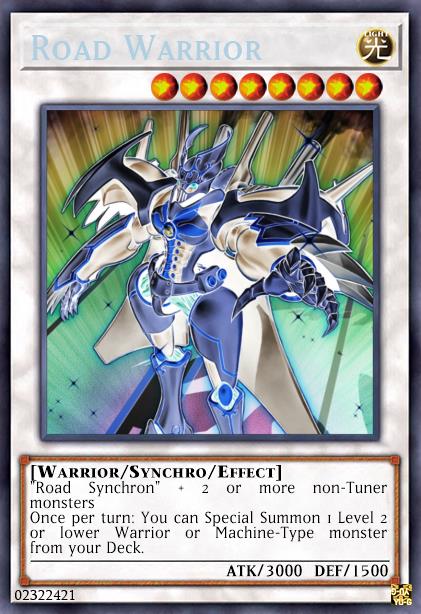 Road Warrior
LIGHT
光
[Warrior/Synchro/Effect]
"Road Synchron" + 2 or more non-Tuner
monsters
Once per turn: You can Special Summon 1 Level 2
or lower Warrior or Machine-Type monster
from your Deck.
ATK/3000 DEF/1500
02322421